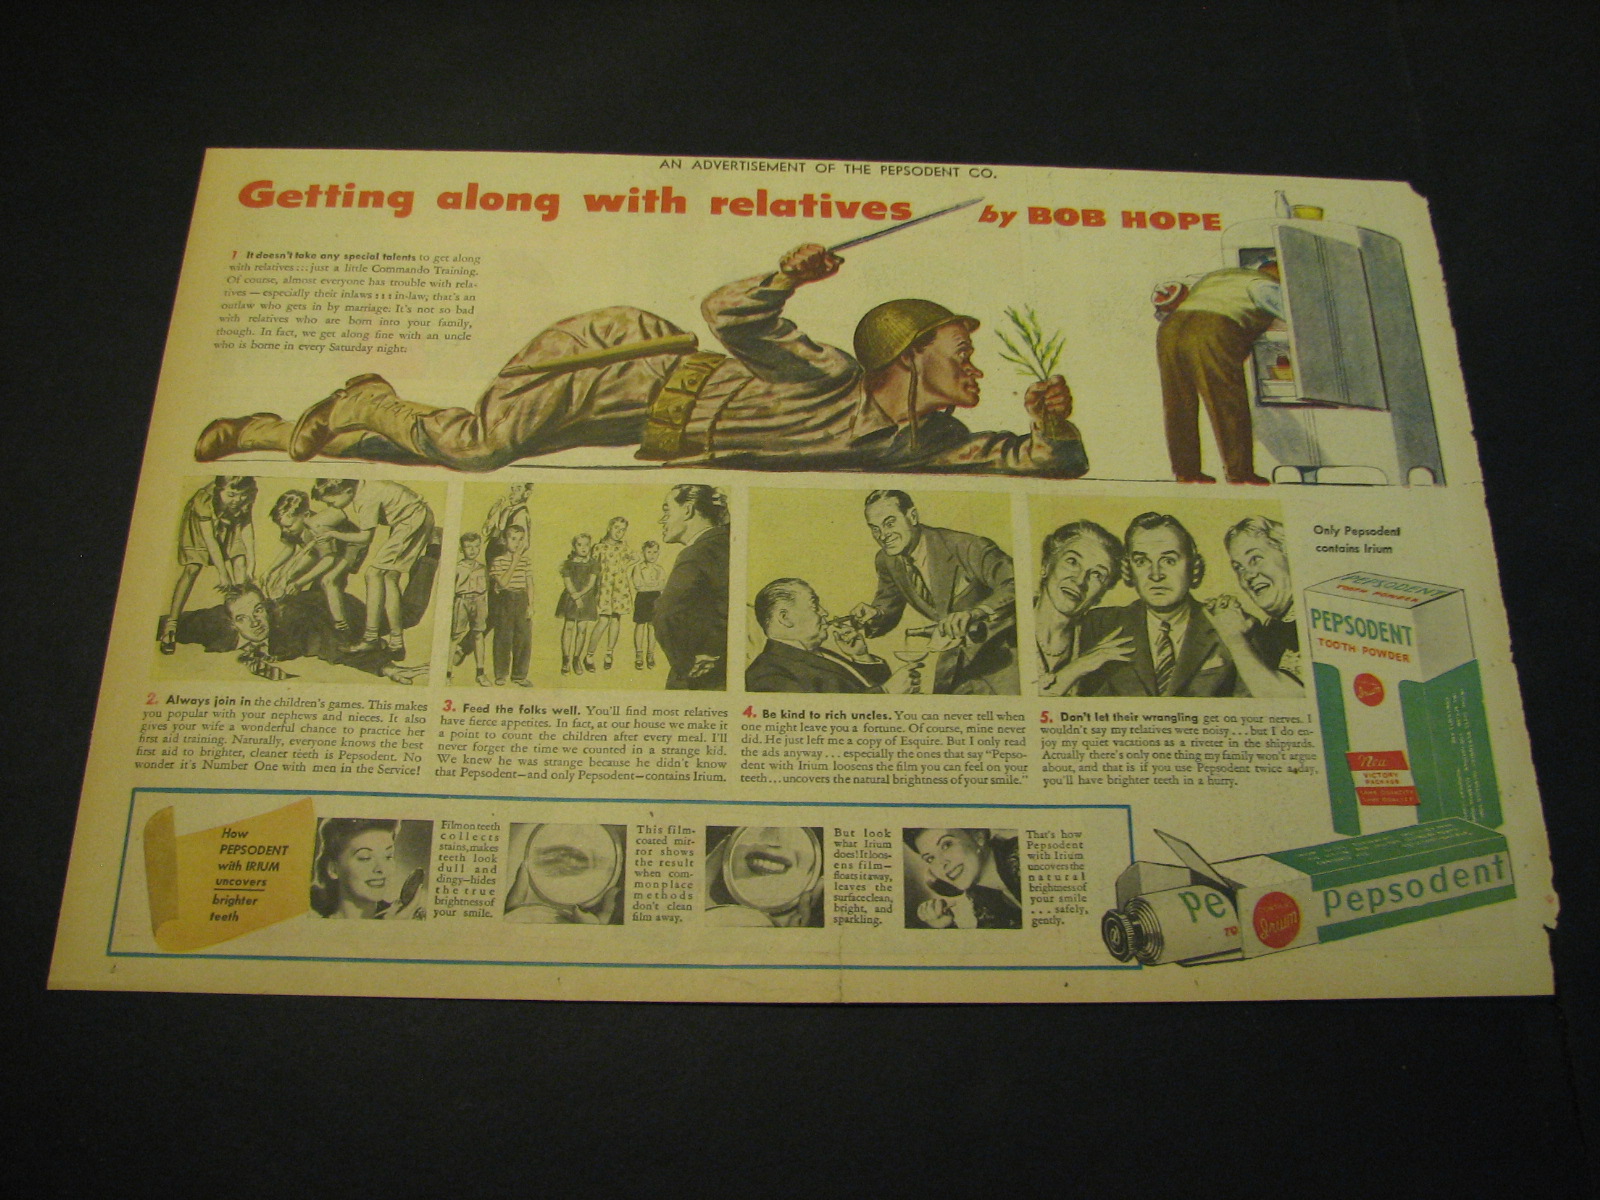 AN ADVERTISEMENT OF THE PEPSODENT CO.
Getting along with relatives by BOB HOPE
1 It doesn't take any special talents to get along
with relatives...just a little Commando Training.
Of course, almost everyone has trouble with rela-
tives — especially their inlaws : : : in-law, that's an
outlaw who gets in by marriage. It's not so bad
with relatives who are born into your family,
though. In fact, we get along fine with an uncle
who is borne in every Saturday night:
2. Always join in the children's games. This makes
you popular with your nephews and nieces. It also
gives your wife a wonderful chance to practice her
first aid training. Naturally, everyone knows the best
first aid to brighter, cleaner teeth is Pepsodent. No
wonder it's Number One with men in the Service!
3. Feed the folks well. You'll find most relatives
have fierce appetites. In fact, at our house we make it
a point to count the children after every meal. I'll
never forget the time we counted in a strange kid.
We knew he was strange because he didn't know
that Pepsodent—and only Pepsodent—contains Irium.
4. Be kind to rich uncles. You can never tell when
one might leave you a fortune. Of course, mine never
did. He just left me a copy of Esquire. But I only read
the ads anyway...especially the ones that say "Pepso-
dent with Irium loosens the film you can feel on your
teeth...uncovers the natural brightness of your smile."
5. Don't let their wrangling get on your nerves. I
wouldn't say my relatives were noisy...but I do en-
joy my quiet vacations as a riveter in the shipyards.
Actually there's only one thing my family won't argue
about, and that is if you use Pepsodent twice a day,
you'll have brighter teeth in a hurry.
Only Pepsodent
contains Irium
PEPSODENT
TOOTH POWDER
PEPSODENT
TOOTH POWDER
Irium
New
VICTORY
PACKAGE
SAME QUANTITY
SAME QUALITY
How
PEPSODENT
with IRIUM
uncovers
brighter
teeth
Film on teeth
collects
stains, makes
teeth look
dull and
dingy—hides
the true
brightness of
your smile.
This film-
coated mir-
ror shows
the result
when com-
monplace
methods
don't clean
film away.
But look
what Irium
does! It loos-
ens film—
floats it away,
leaves the
surface clean,
bright, and
sparkling.
That's how
Pepsodent
with Irium
uncovers the
natural
brightness of
your smile
...safely,
gently.
Pe
TO
CONTAINS
Irium
Pepsodent